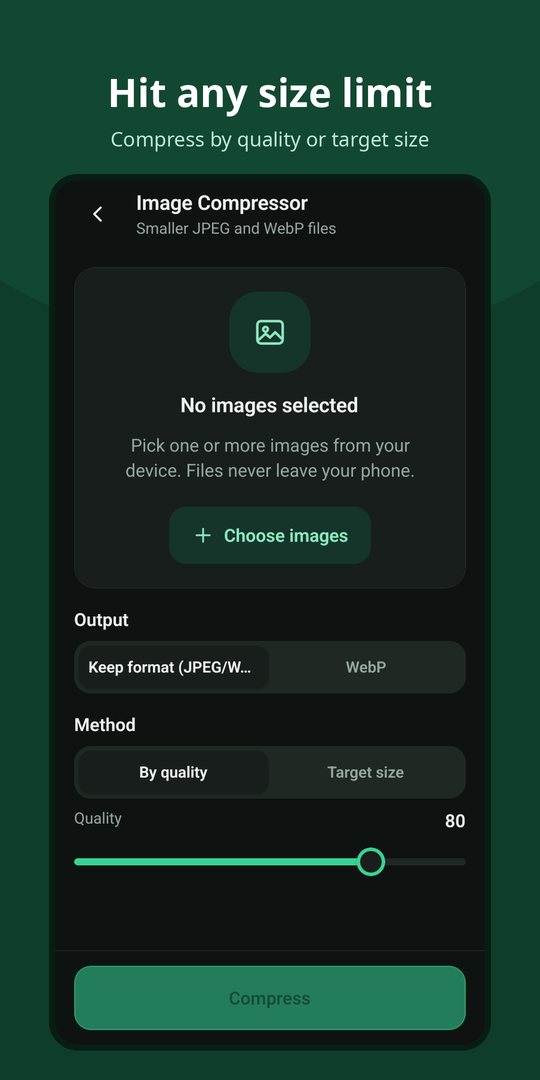 Hit any size limit
Compress by quality or target size
Image Compressor
Smaller JPEG and WebP files
No images selected
Pick one or more images from your
device. Files never leave your phone.
Choose images
Output
Keep format (JPEG/W...
WebP
Method
By quality
Target size
Quality
80
Compress